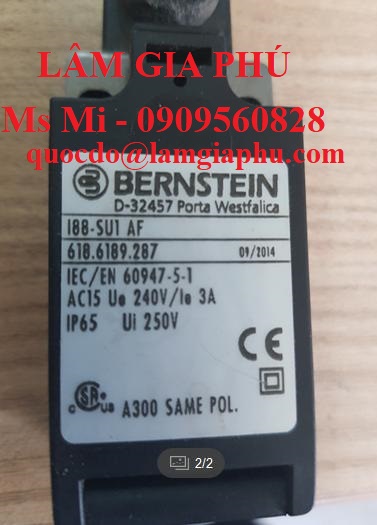 LÂM GIA PHÚ
Ms Mi - 0909560828
quocdo@lamgiaphu.com
BERNSTEIN
D-32457 Porta Westfalica
I88-SU1 AF
618.6189.287 09/2014
IEC/EN 60947-5-1
AC15 Ue 240V/Ie 3A
IP65 Ui 250V
CE
C SA US A300 SAME POL.
2/2